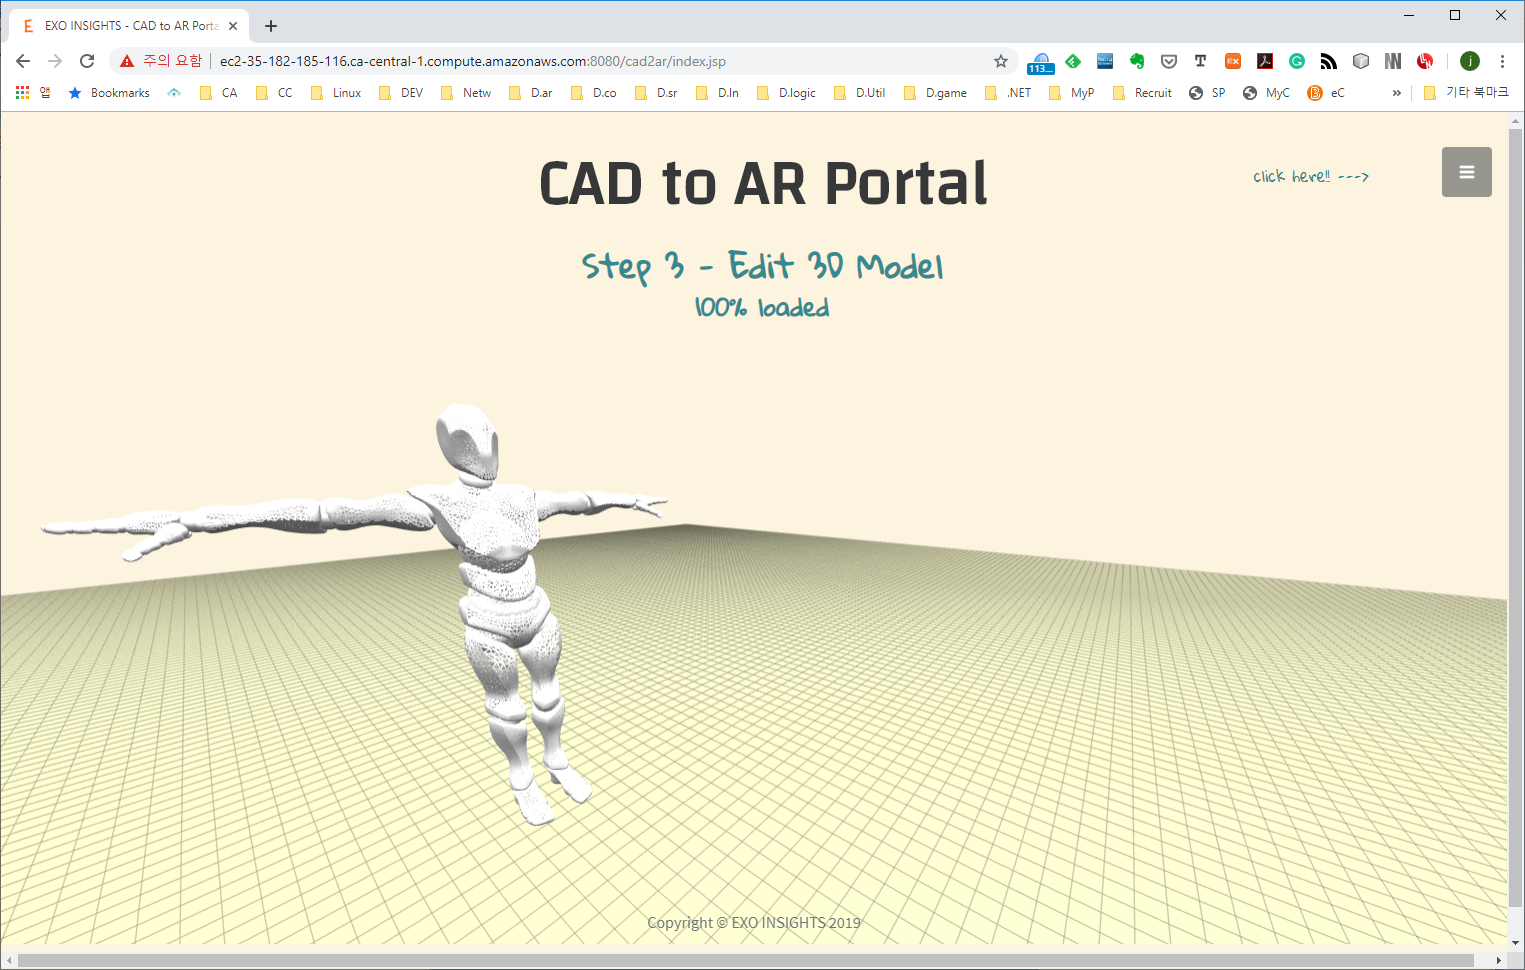 EXO INSIGHTS - CAD to AR Porta
주의 요함 ec2-35-182-185-116.ca-central-1.compute.amazonaws.com:8080/cad2ar/index.jsp
113...
앱 Bookmarks CA CC Linux DEV Netw D.ar D.co D.sr D.In D.logic D.Util D.game .NET MyP Recruit SP MyC eC » 기타 북마크
CAD to AR Portal
click here!! --->
Step 3 - Edit 3D Model
100% loaded
Copyright © EXO INSIGHTS 2019